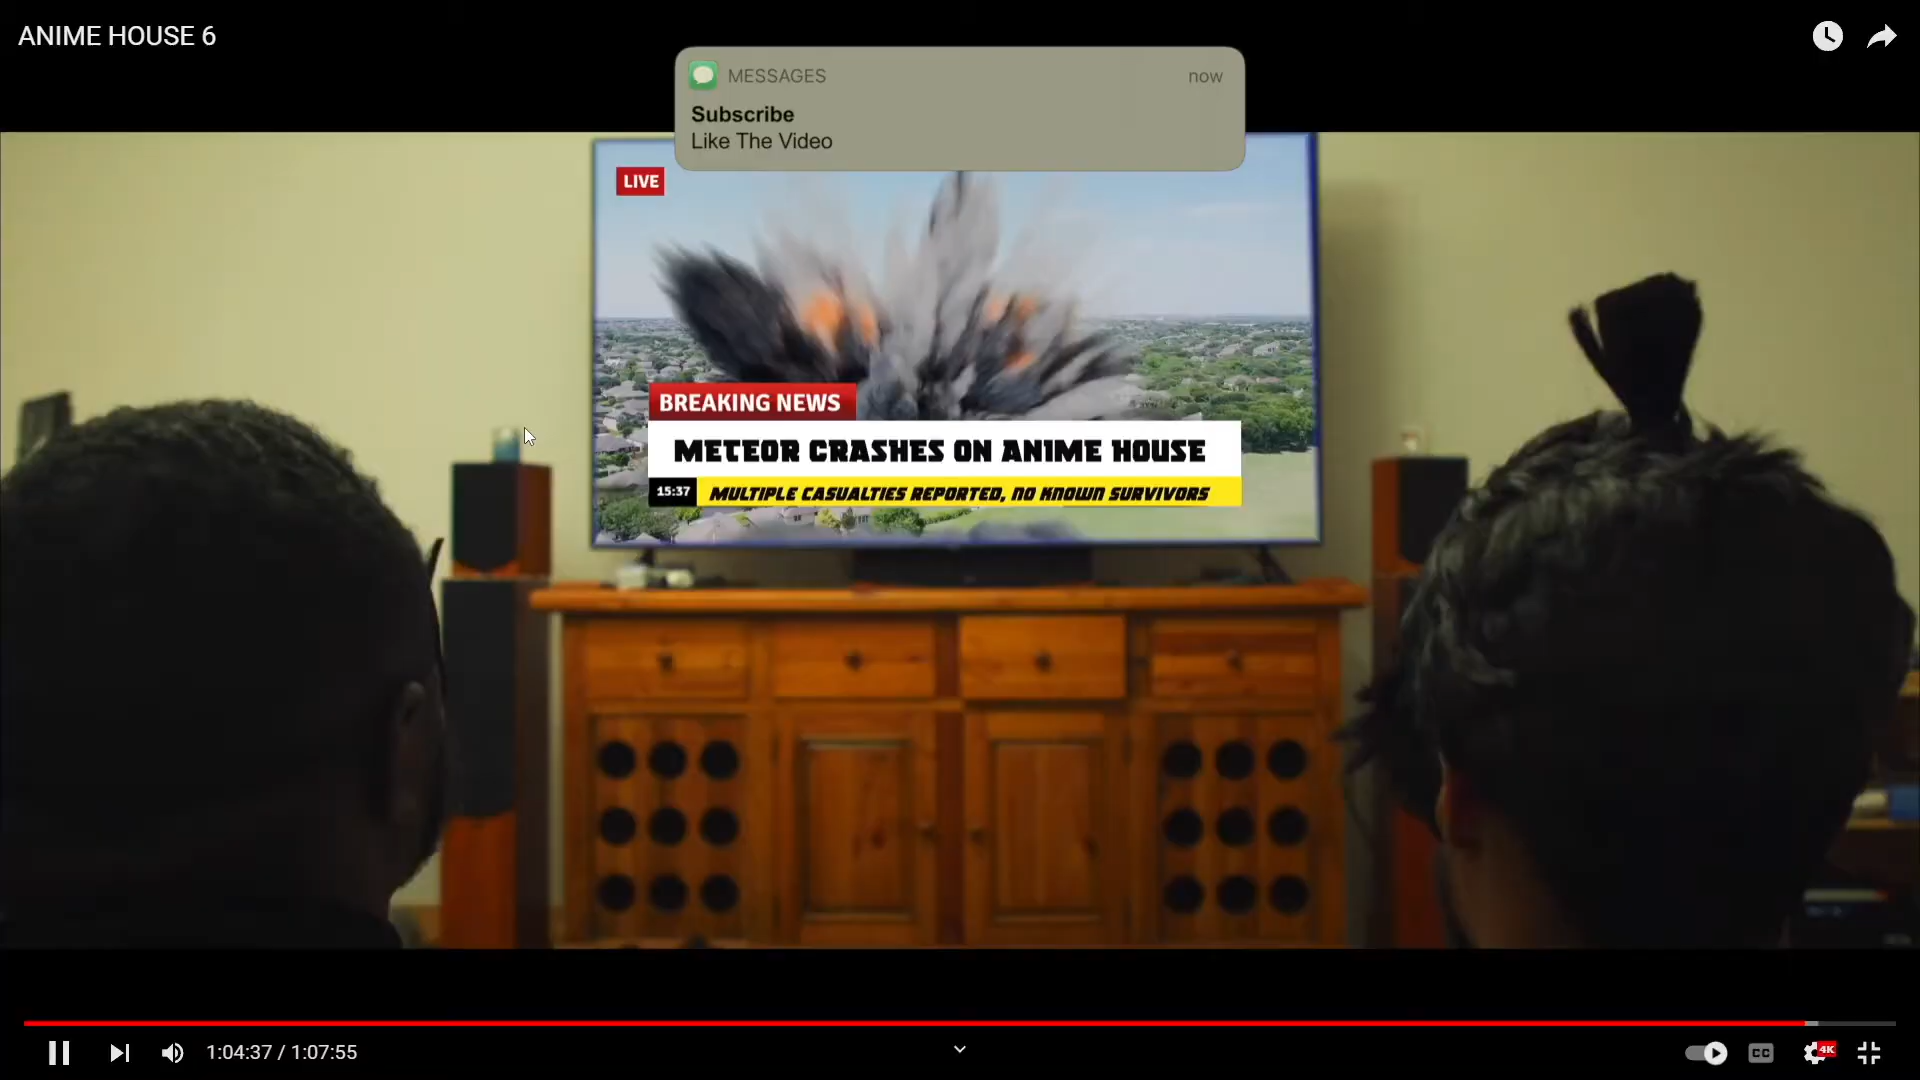 ANIME HOUSE 6
MESSAGES
now
Subscribe
Like The Video
LIVE
BREAKING NEWS
METEOR CRASHES ON ANIME HOUSE
15:37
MULTIPLE CASUALTIES REPORTED, NO KNOWN SURVIVORS
1:04:37 / 1:07:55
CC
4K